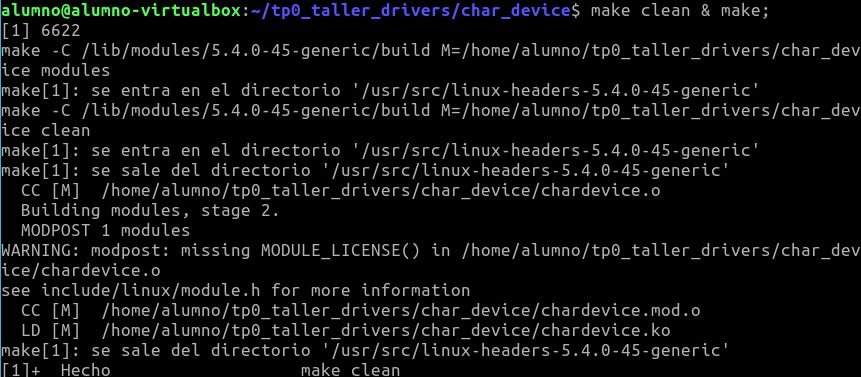 alumno@alumno-virtualbox:~/tp0_taller_drivers/char_device$ make clean & make;
[1] 6622
make -C /lib/modules/5.4.0-45-generic/build M=/home/alumno/tp0_taller_drivers/char_dev
ice modules
make[1]: se entra en el directorio '/usr/src/linux-headers-5.4.0-45-generic'
make -C /lib/modules/5.4.0-45-generic/build M=/home/alumno/tp0_taller_drivers/char_dev
ice clean
make[1]: se entra en el directorio '/usr/src/linux-headers-5.4.0-45-generic'
make[1]: se sale del directorio '/usr/src/linux-headers-5.4.0-45-generic'
  CC [M]  /home/alumno/tp0_taller_drivers/char_device/chardevice.o
  Building modules, stage 2.
  MODPOST 1 modules
WARNING: modpost: missing MODULE_LICENSE() in /home/alumno/tp0_taller_drivers/char_dev
ice/chardevice.o
see include/linux/module.h for more information
  CC [M]  /home/alumno/tp0_taller_drivers/char_device/chardevice.mod.o
  LD [M]  /home/alumno/tp0_taller_drivers/char_device/chardevice.ko
make[1]: se sale del directorio '/usr/src/linux-headers-5.4.0-45-generic'
[1]+  Hecho                   make clean